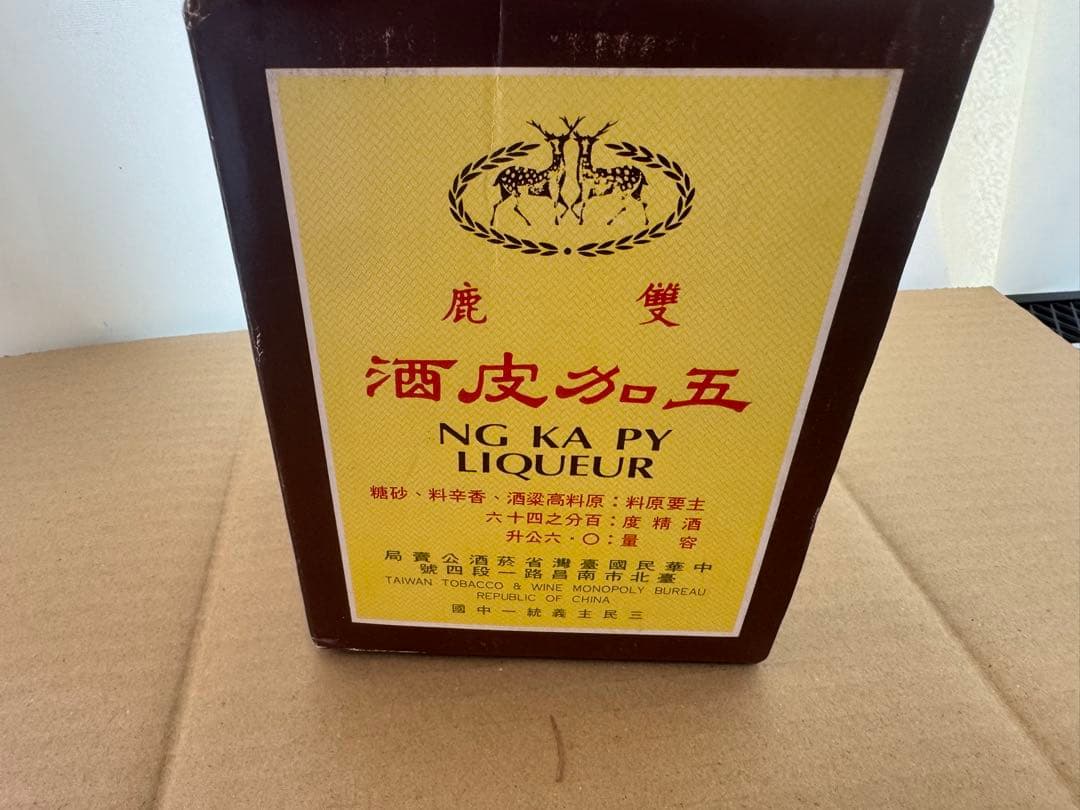 雙鹿
五加皮酒
NG KA PY
LIQUEUR
主要原料：原料高粱酒、香辛料、砂糖
酒精度：百分之四十六
容量：〇·六公升
中華民國臺灣省菸酒公賣局
臺北市南昌路一段四號
TAIWAN TOBACCO & WINE MONOPOLY BUREAU
REPUBLIC OF CHINA
三民主義統一中國